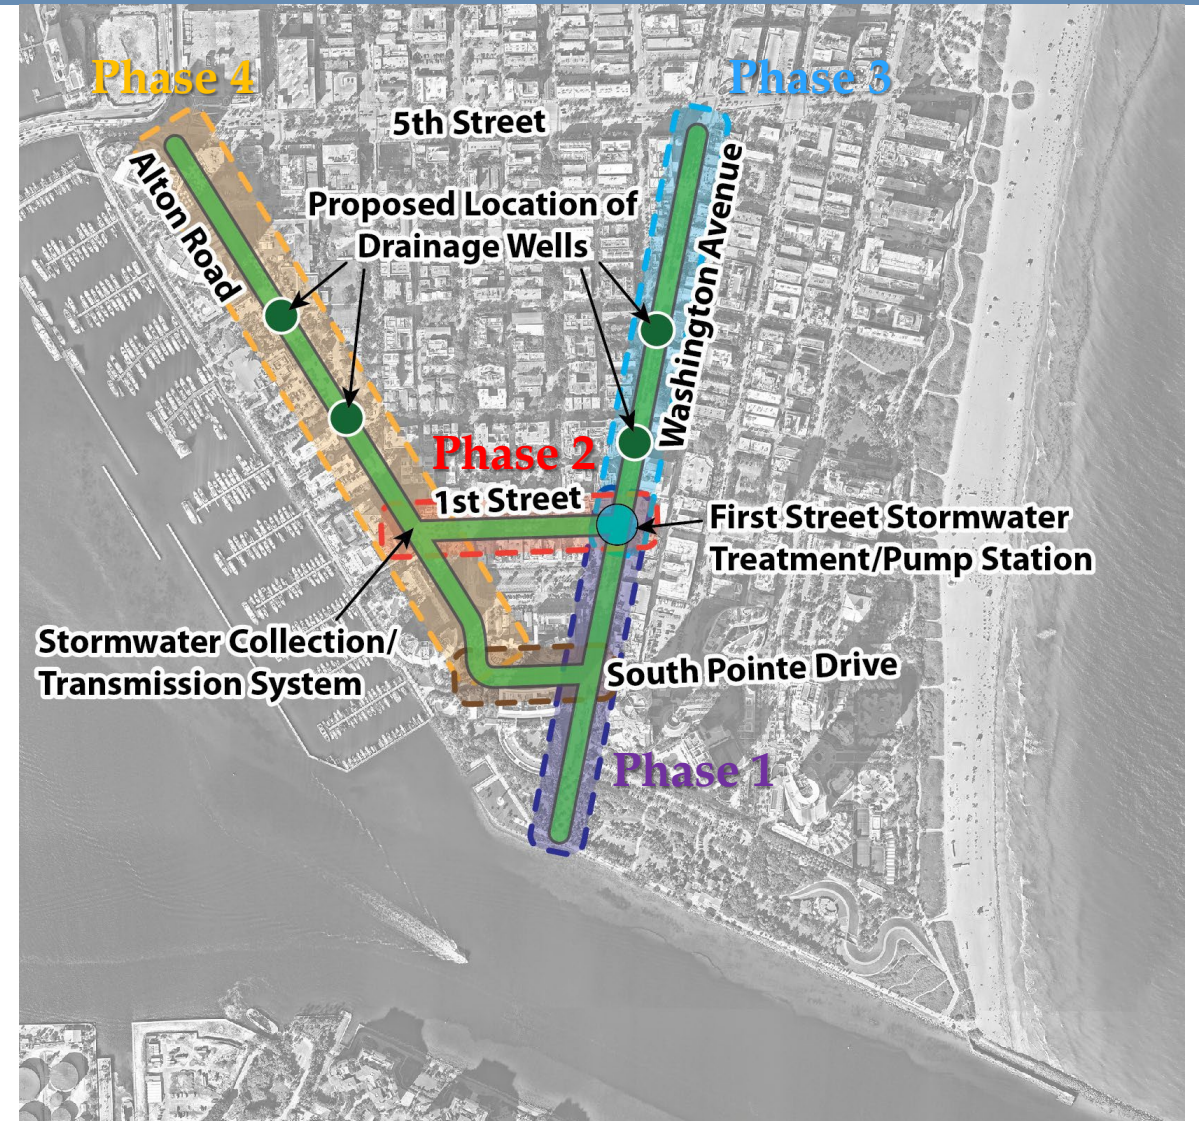 Phase 4
Phase 3
5th Street
Alton Road
Proposed Location of
Drainage Wells
Washington Avenue
Phase 2
1st Street
First Street Stormwater
Treatment/Pump Station
Stormwater Collection/
Transmission System
South Pointe Drive
Phase 1